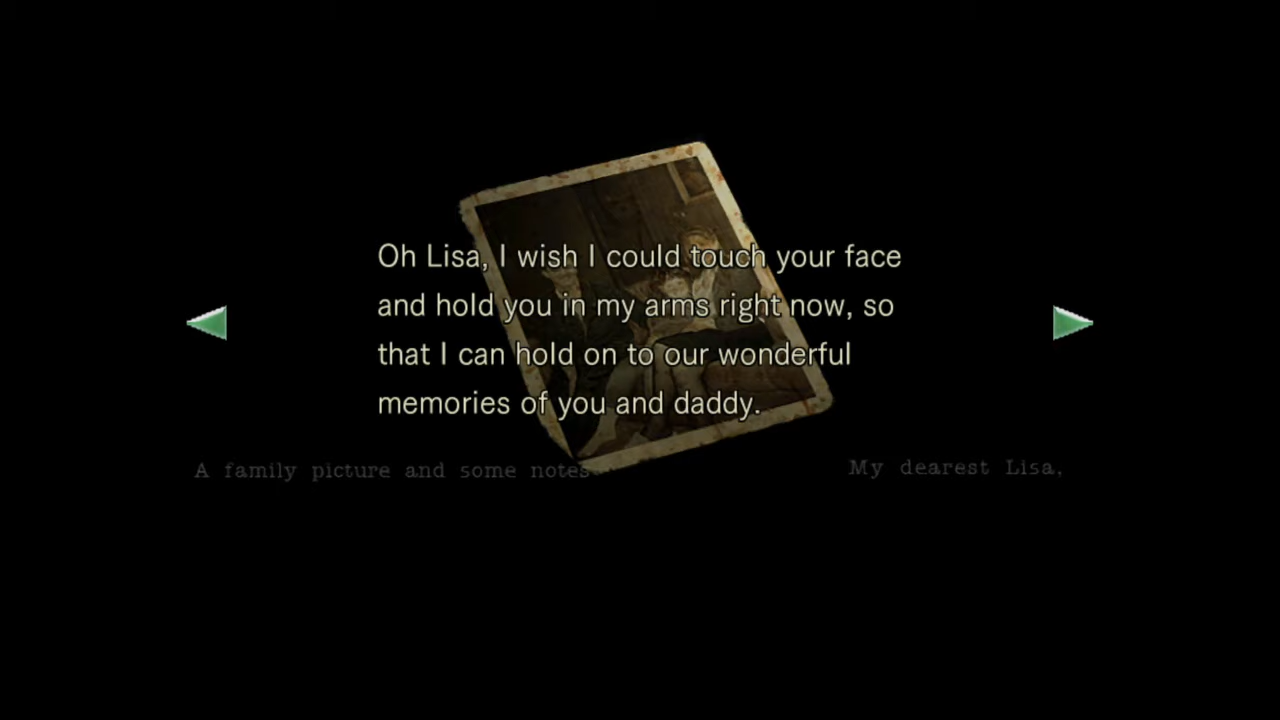 Oh Lisa, I wish I could touch your face
and hold you in my arms right now, so
that I can hold on to our wonderful
memories of you and daddy.
A family picture and some notes
My dearest Lisa,